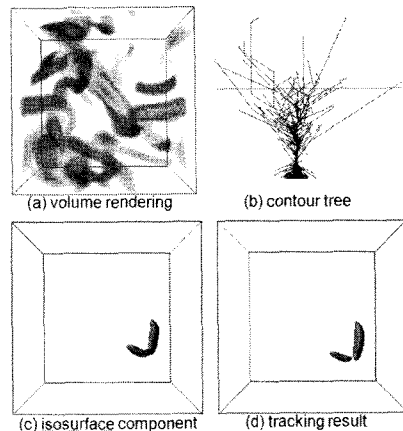 (a) volume rendering
(b) contour tree
(c) isosurface component
(d) tracking result